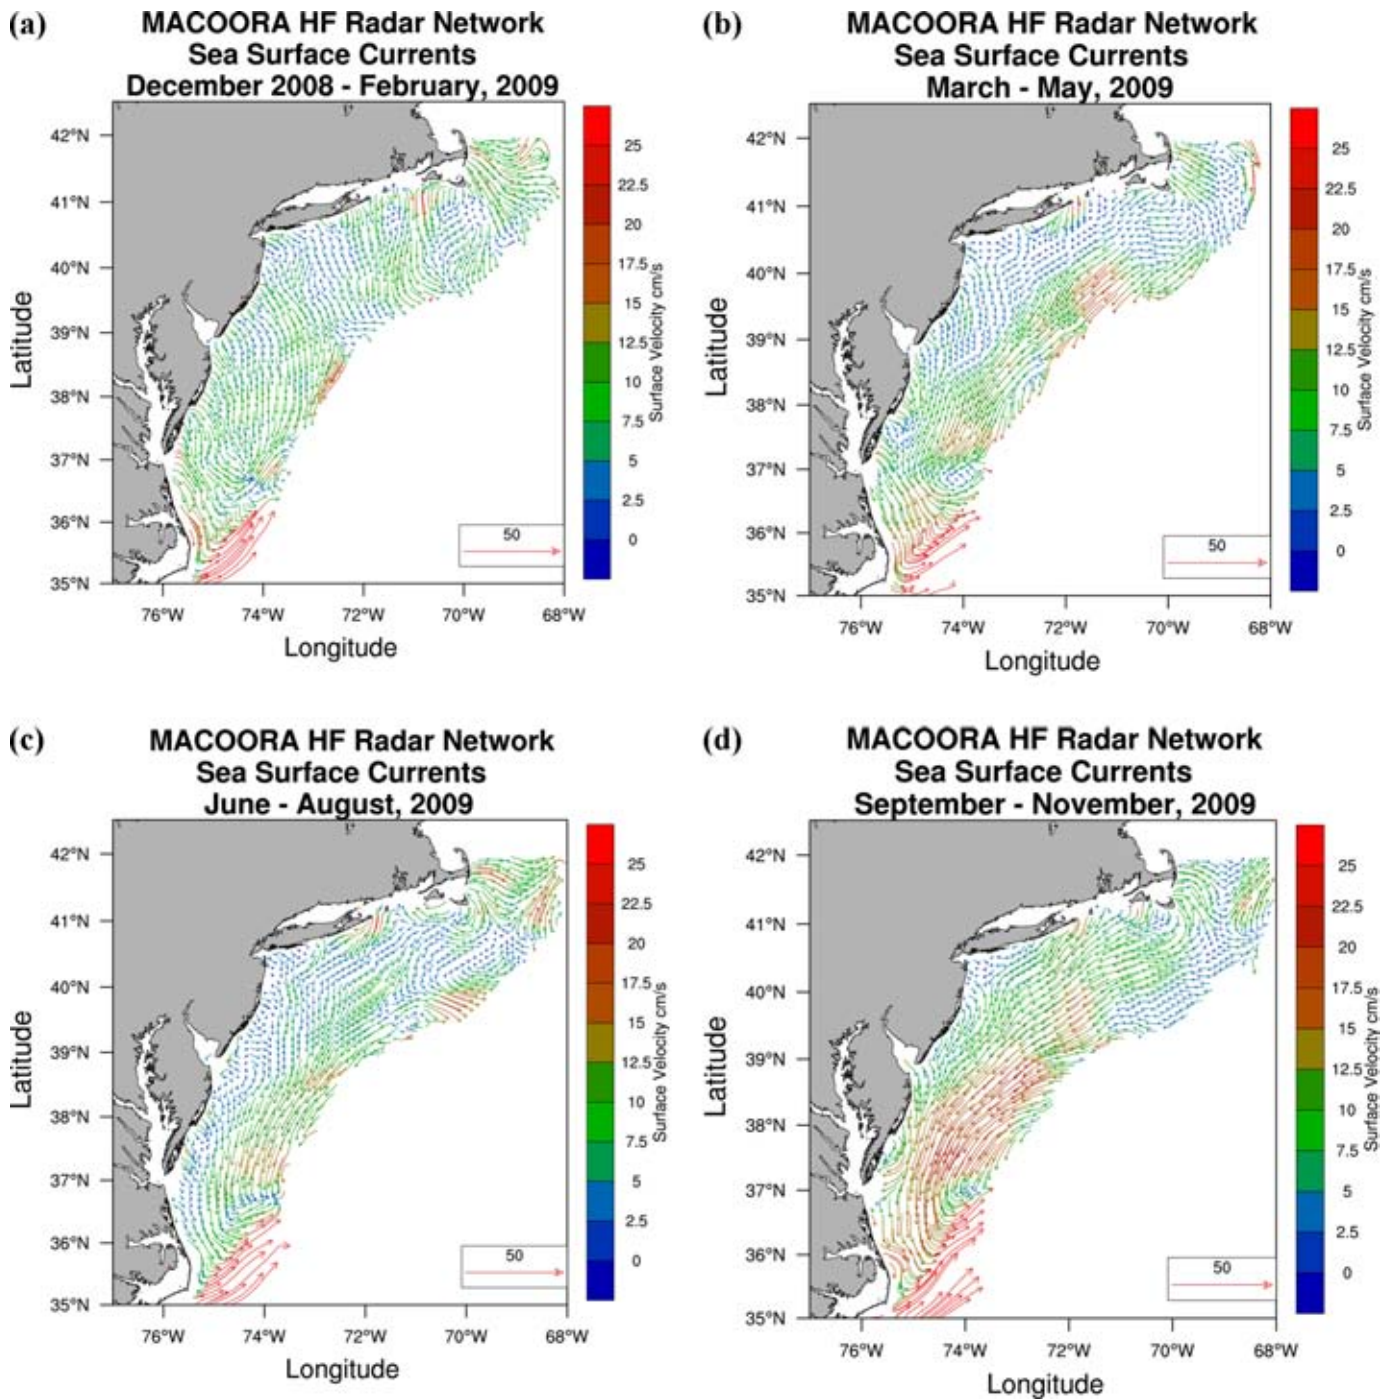 (a)
MACOORA HF Radar Network
Sea Surface Currents
December 2008 - February, 2009
42°N
41°N
40°N
39°N
38°N
37°N
36°N
35°N
Latitude
76°W 74°W 72°W 70°W 68°W
Longitude
50
25
22.5
20
17.5
15
12.5
10
7.5
5
2.5
0
Surface Velocity cm/s
(b)
MACOORA HF Radar Network
Sea Surface Currents
March - May, 2009
42°N
41°N
40°N
39°N
38°N
37°N
36°N
35°N
Latitude
76°W 74°W 72°W 70°W 68°W
Longitude
50
25
22.5
20
17.5
15
12.5
10
7.5
5
2.5
0
Surface Velocity cm/s
(c)
MACOORA HF Radar Network
Sea Surface Currents
June - August, 2009
42°N
41°N
40°N
39°N
38°N
37°N
36°N
35°N
Latitude
76°W 74°W 72°W 70°W 68°W
Longitude
50
25
22.5
20
17.5
15
12.5
10
7.5
5
2.5
0
Surface Velocity cm/s
(d)
MACOORA HF Radar Network
Sea Surface Currents
September - November, 2009
42°N
41°N
40°N
39°N
38°N
37°N
36°N
35°N
Latitude
76°W 74°W 72°W 70°W 68°W
Longitude
50
25
22.5
20
17.5
15
12.5
10
7.5
5
2.5
0
Surface Velocity cm/s